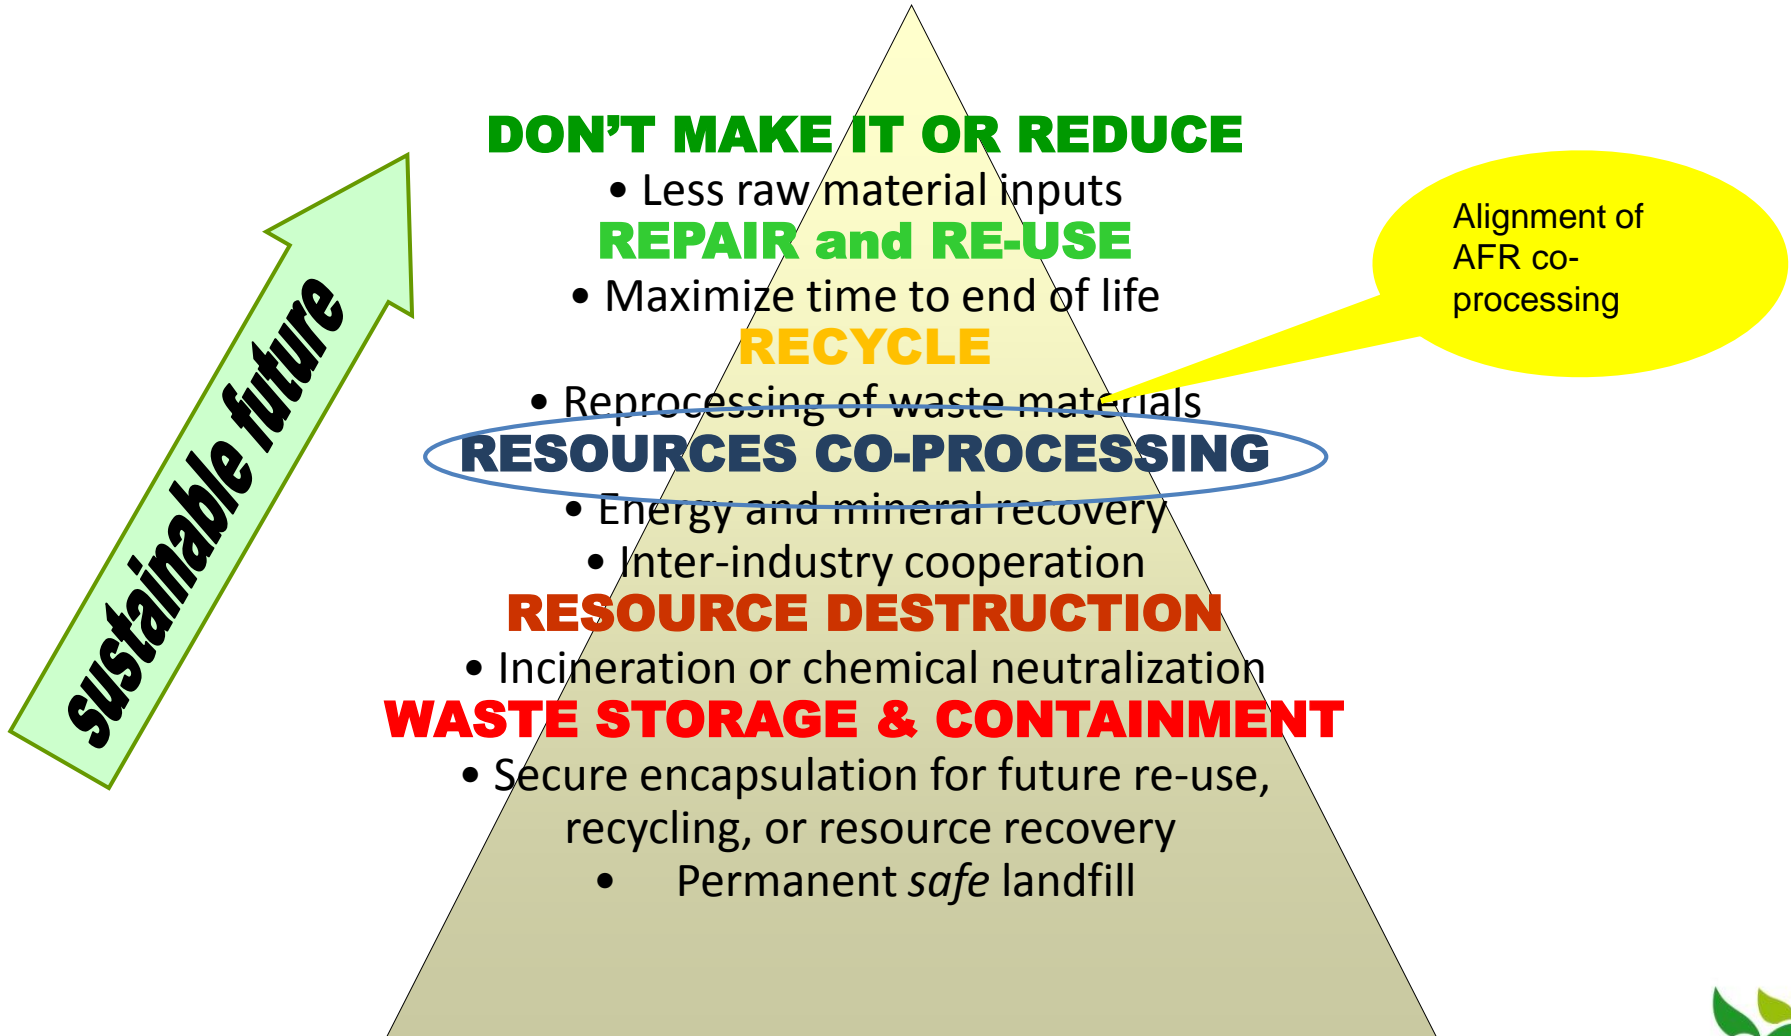 DON’T MAKE IT OR REDUCE
• Less raw material inputs
REPAIR and RE-USE
• Maximize time to end of life
RECYCLE
• Reprocessing of waste materials
RESOURCES CO-PROCESSING
• Energy and mineral recovery
• Inter-industry cooperation
RESOURCE DESTRUCTION
• Incineration or chemical neutralization
WASTE STORAGE & CONTAINMENT
• Secure encapsulation for future re-use,
recycling, or resource recovery
• Permanent safe landfill
sustainable future
Alignment of
AFR co-
processing